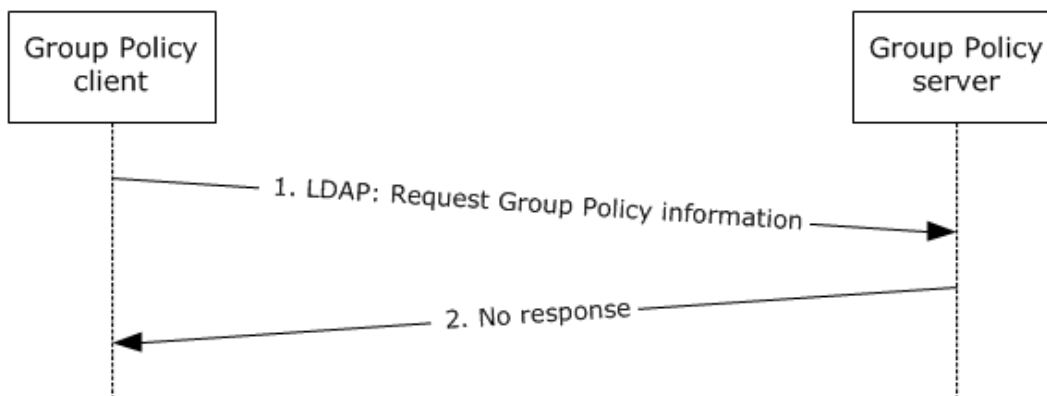 Group Policy
client
Group Policy
server
1. LDAP: Request Group Policy information
2. No response